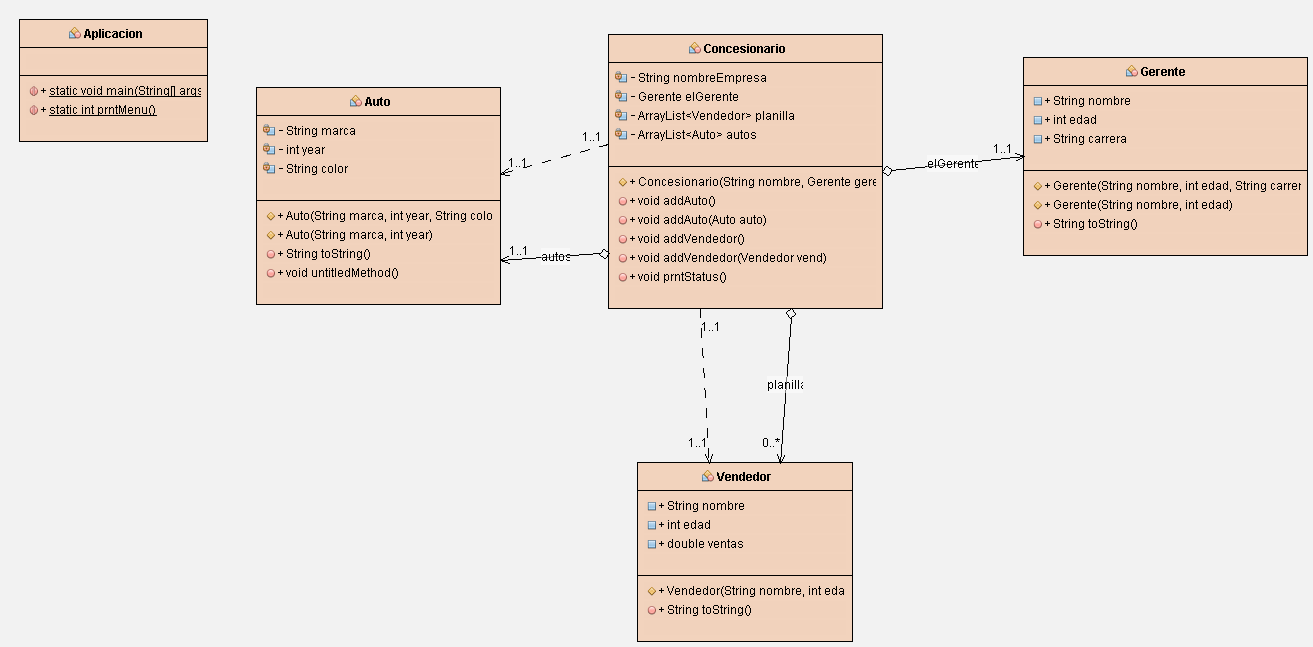 Aplicacion
+ static void main(String[] args
+ static int prntMenu()
Auto
- String marca
- int year
- String color
+ Auto(String marca, int year, String colo
+ Auto(String marca, int year)
+ String toString()
+ void untitledMethod()
Concesionario
- String nombreEmpresa
- Gerente elGerente
- ArrayList<Vendedor> planilla
- ArrayList<Auto> autos
+ Concesionario(String nombre, Gerente gere
+ void addAuto()
+ void addAuto(Auto auto)
+ void addVendedor()
+ void addVendedor(Vendedor vend)
+ void prntStatus()
Gerente
+ String nombre
+ int edad
+ String carrera
+ Gerente(String nombre, int edad, String carrer
+ Gerente(String nombre, int edad)
+ String toString()
1..1
1..1
1..1
autos
elGerente
1..1
1..1
planilla
1..1
0..*
Vendedor
+ String nombre
+ int edad
+ double ventas
+ Vendedor(String nombre, int eda
+ String toString()